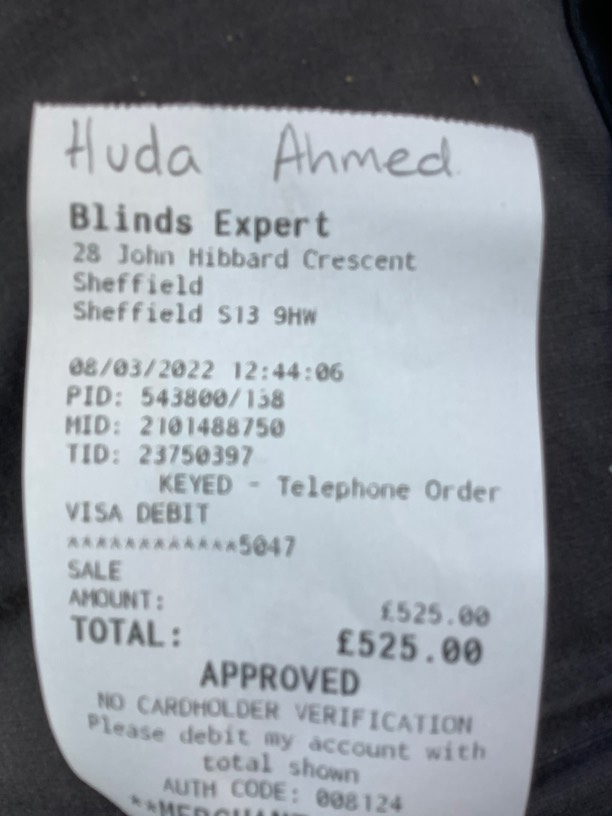 Huda Ahmed
Blinds Expert
28 John Hibbard Crescent
Sheffield
Sheffield S13 9HW
08/03/2022 12:44:06
PID: 543800/138
MID: 2101488750
TID: 23750397
KEYED - Telephone Order
VISA DEBIT
************5047
SALE
AMOUNT: £525.00
TOTAL: £525.00
APPROVED
NO CARDHOLDER VERIFICATION
Please debit my account with
total shown
AUTH CODE: 008124